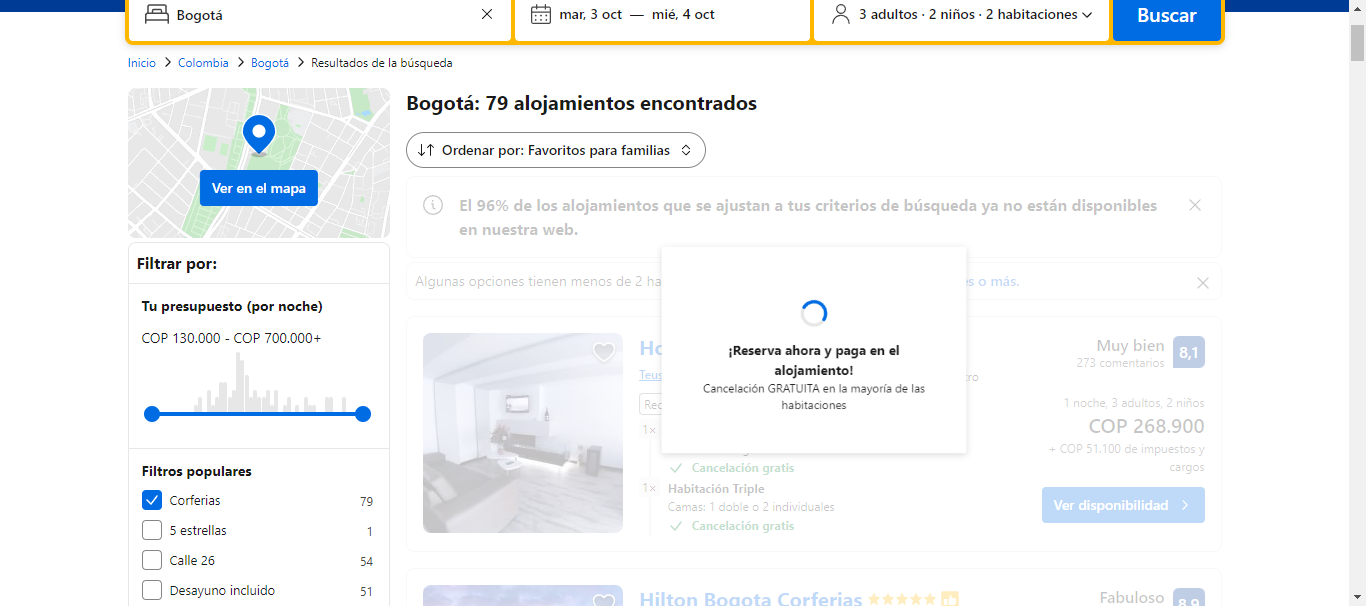 Bogotá
mar, 3 oct — mié, 4 oct
3 adultos · 2 niños · 2 habitaciones
Buscar
Inicio
Colombia
Bogotá
Resultados de la búsqueda
Ver en el mapa
Filtrar por:
Tu presupuesto (por noche)
COP 130.000 - COP 700.000+
Filtros populares
Corferias 79
5 estrellas 1
Calle 26 54
Desayuno incluido 51
Bogotá: 79 alojamientos encontrados
Ordenar por: Favoritos para familias
El 96% de los alojamientos que se ajustan a tus criterios de búsqueda ya no están disponibles
en nuestra web.
Algunas opciones tienen menos de 2 ha
s o más.
¡Reserva ahora y paga en el
alojamiento!
Cancelación GRATUITA en la mayoría de las
habitaciones
Ho
Teus
tro
Rec
1×
Cancelación gratis
1×
Habitación Triple
Camas: 1 doble o 2 individuales
Cancelación gratis
Muy bien
273 comentarios
8,1
1 noche, 3 adultos, 2 niños
COP 268.900
+ COP 51.100 de impuestos y
cargos
Ver disponibilidad
Hilton Bogota Corferias
Fabuloso
8,9